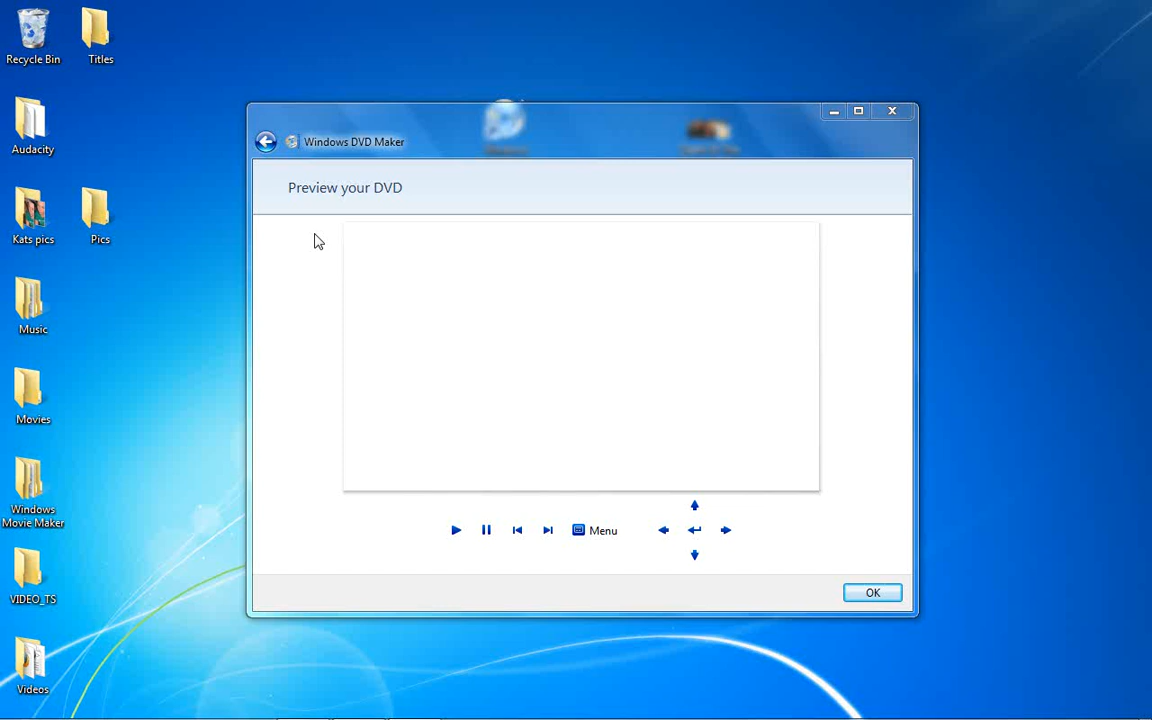 Recycle Bin
Titles
Audacity
Kats pics
Pics
Music
Movies
Windows
Movie Maker
VIDEO_TS
Videos
Windows DVD Maker
Preview your DVD
Menu
OK